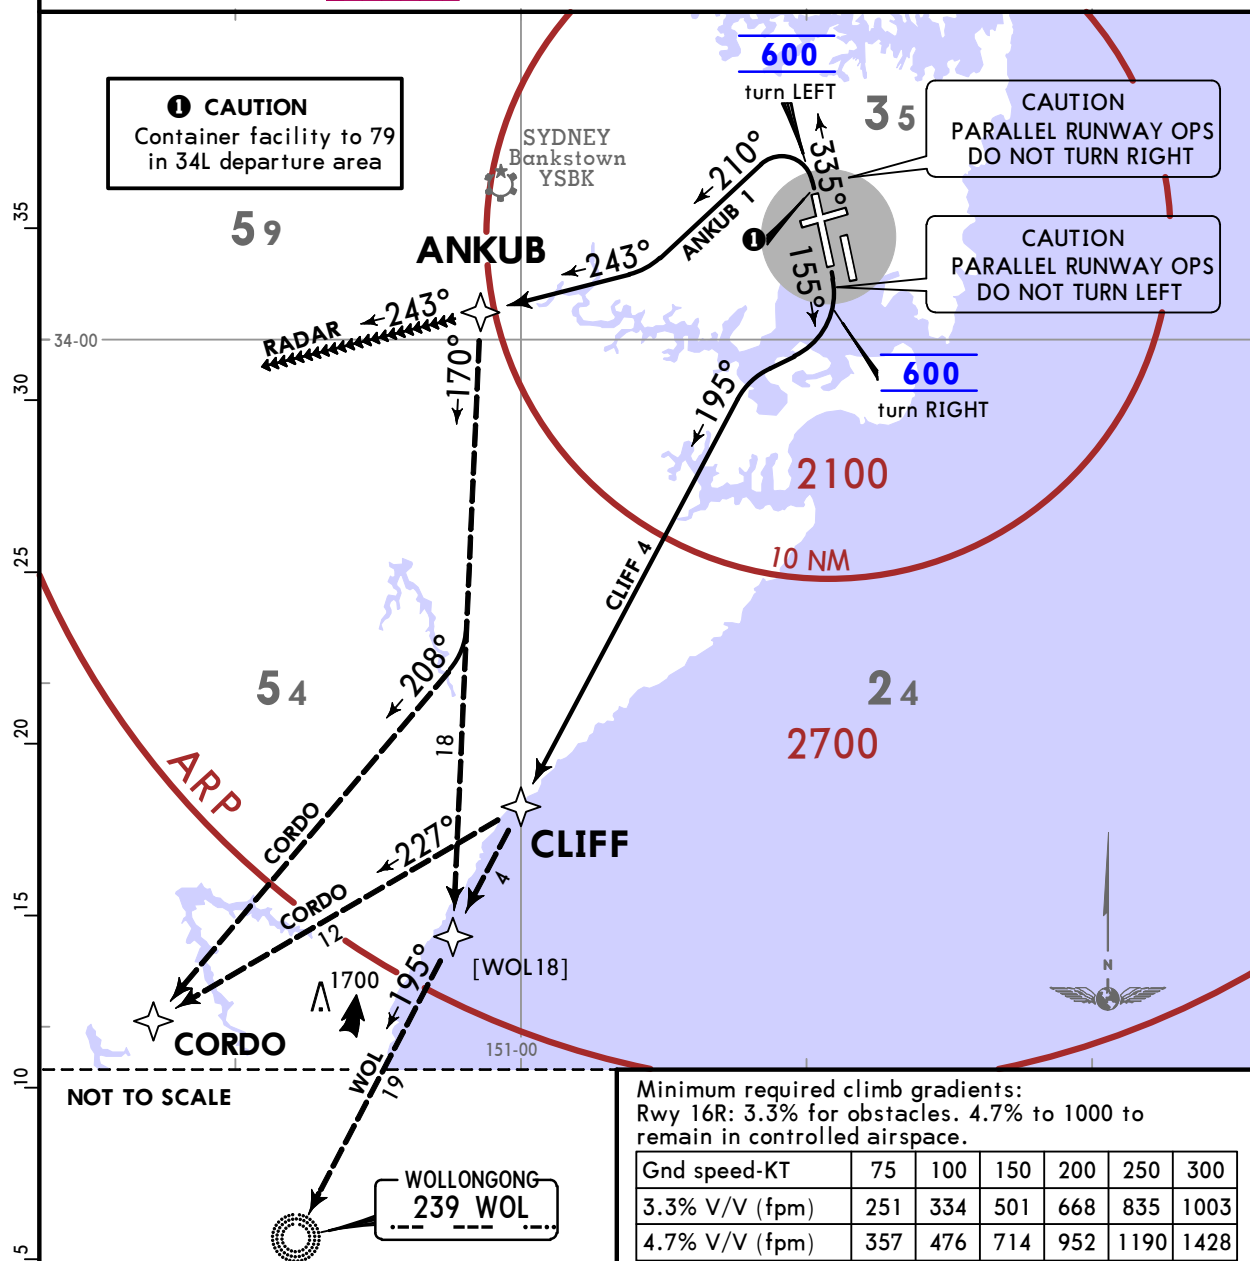 ❶ CAUTION
Container facility to 79
in 34L departure area
600
turn LEFT
35
CAUTION
PARALLEL RUNWAY OPS
DO NOT TURN RIGHT
SYDNEY
Bankstown
YSBK
210°
335°
ANKUB 1
35
59
ANKUB
243°
❶
155°
CAUTION
PARALLEL RUNWAY OPS
DO NOT TURN LEFT
243°
RADAR
34-00
170°
195°
600
turn RIGHT
30
2100
10 NM
25
CLIFF 4
208°
54
24
18
20
2700
ARP
CORDO
227°
CLIFF
4
CORDO
12
15
195°
[WOL18]
1700
N
CORDO
151-00
10
NOT TO SCALE
WOL
19
WOLLONGONG
239 WOL
5
Minimum required climb gradients:
Rwy 16R: 3.3% for obstacles. 4.7% to 1000 to
remain in controlled airspace.
Gnd speed-KT 75 100 150 200 250 300
3.3% V/V (fpm) 251 334 501 668 835 1003
4.7% V/V (fpm) 357 476 714 952 1190 1428